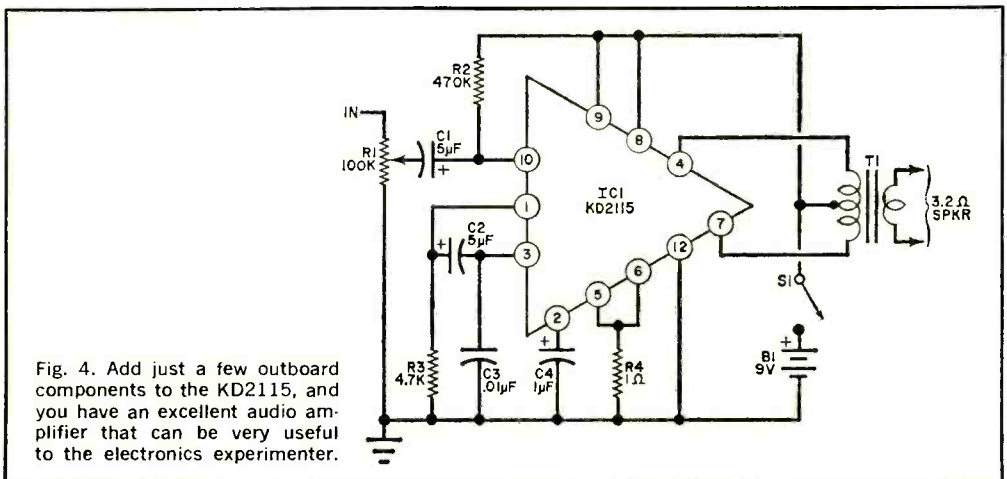 R2
470K
IN
R1
100K
C1
5µF
+
10
9
8
4
IC1
KD2115
T1
3.2Ω
SPKR
1
C2
5µF
+
3
7
12
6
5
2
S1
+
B1
9V
R3
4.7K
C3
.01µF
+
C4
1µF
R4
1Ω
Fig. 4. Add just a few outboard
components to the KD2115, and
you have an excellent audio am-
plifier that can be very useful
to the electronics experimenter.